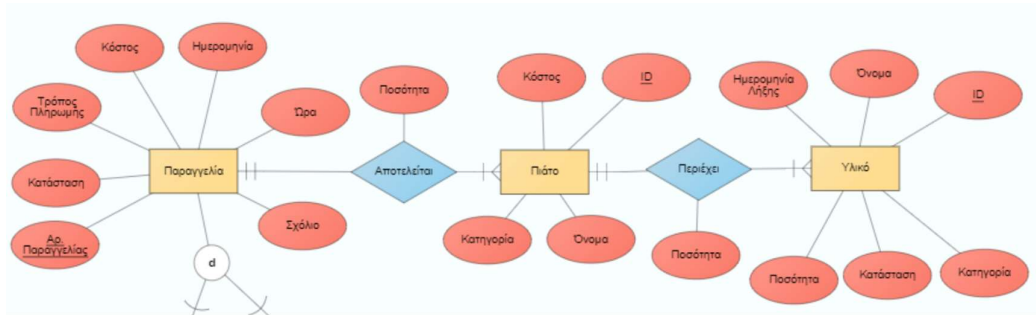 Κόστος
Ημερομηνία
Τρόπος
Πληρωμής
Ώρα
Παραγγελία
Κατάσταση
Αρ.
Παραγγελίας
Σχόλιο
d
Ποσότητα
Αποτελείται
Κόστος
ID
Πιάτο
Κατηγορία
Όνομα
Περιέχει
Ποσότητα
Ημερομηνία
Λήξης
Όνομα
ID
Υλικό
Ποσότητα
Κατάσταση
Κατηγορία